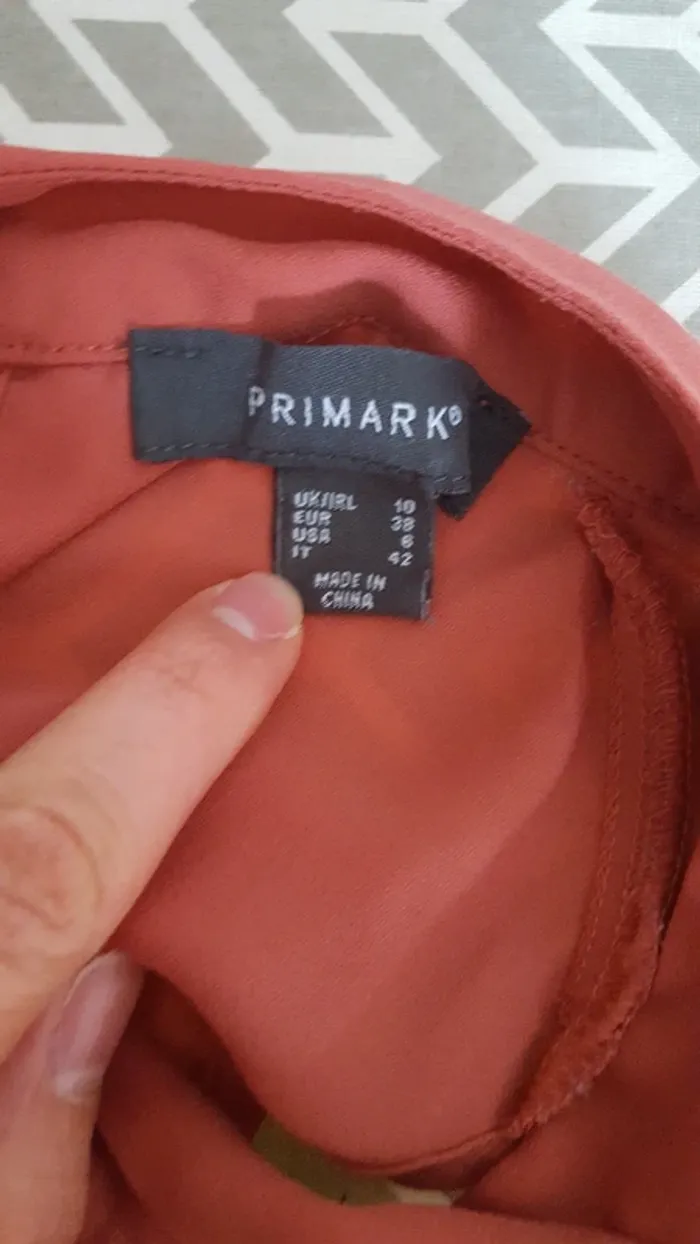 PRIMARK®
UK/IRL 10
EUR 38
USA 6
IT 42
MADE IN
CHINA